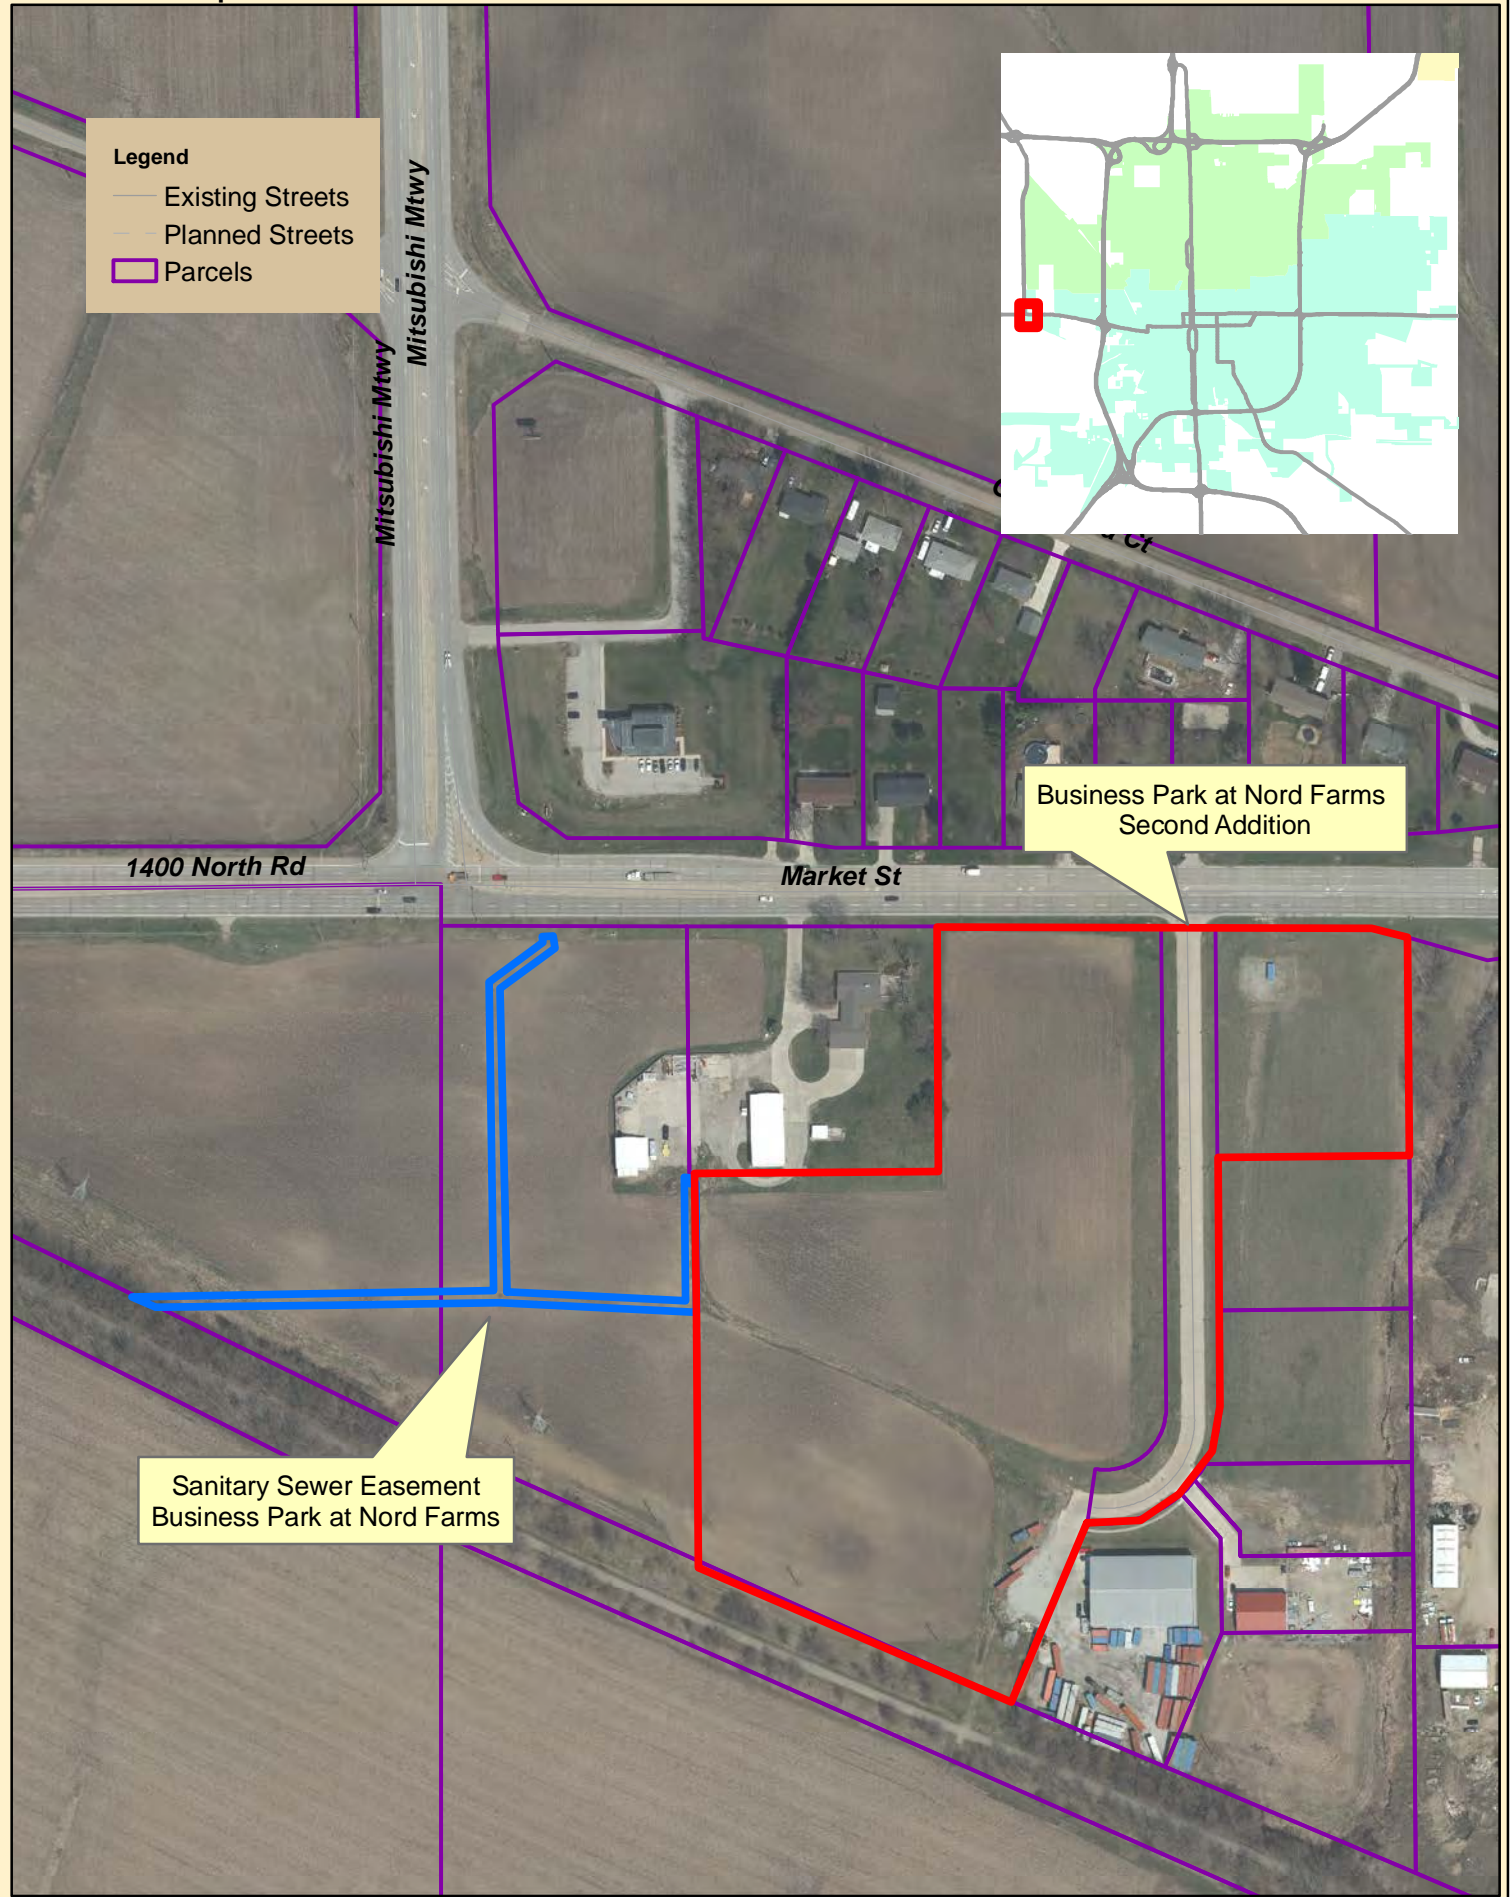 Legend
Existing Streets
Planned Streets
Parcels
Mitsubishi Mtwy
Mitsubishi Mtwy
Ct
Business Park at Nord Farms
Second Addition
1400 North Rd
Market St
Sanitary Sewer Easement
Business Park at Nord Farms